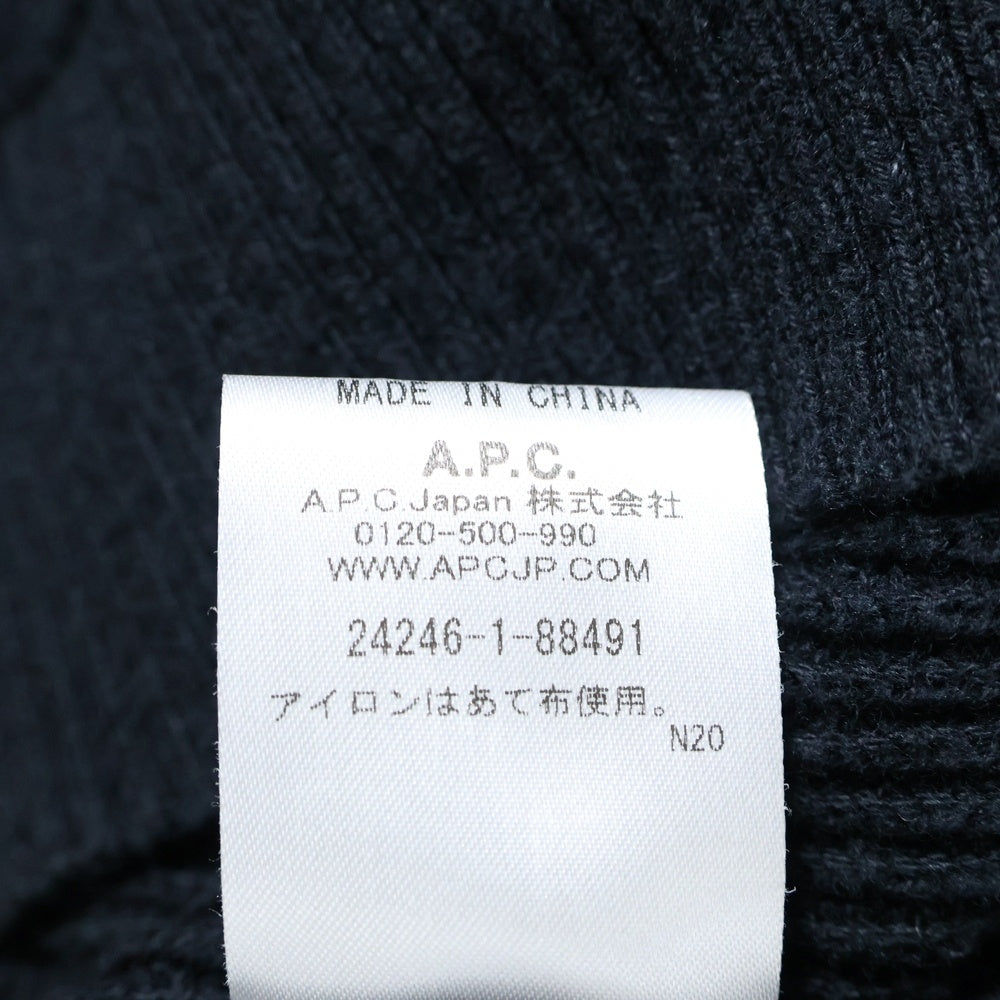 MADE IN CHINA
A.P.C.
A.P.C.Japan 株式会社
0120-500-990
WWW.APCJP.COM
24246-1-88491
アイロンはあて布使用。
N20